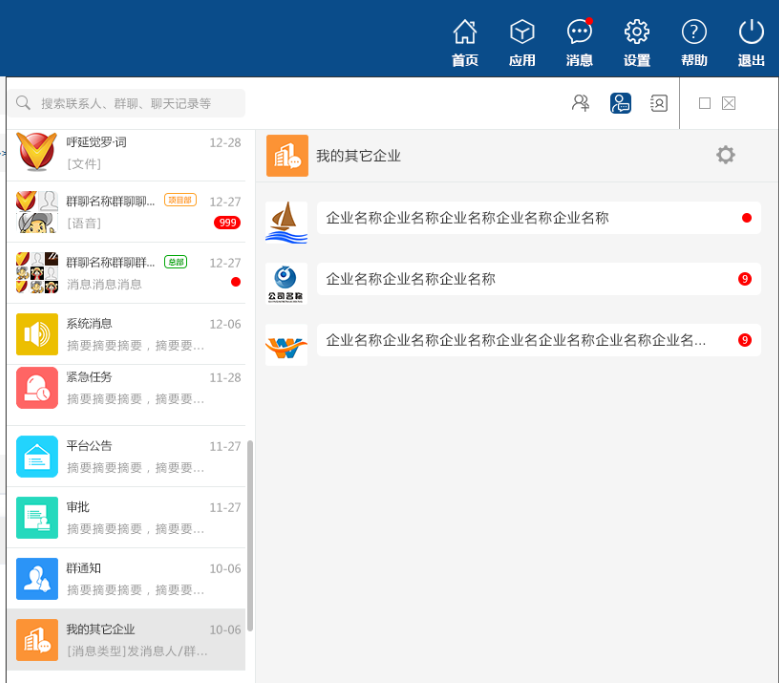 首页 应用 消息 设置 帮助 退出
搜索联系人、群聊、聊天记录等
呼延觉罗·词 12-28
[文件]
群聊名称群聊聊... 项目部 12-27
[语音] 999
群聊名称群聊群... 总部 12-27
消息消息消息
系统消息 12-06
摘要摘要摘要，摘要要...
紧急任务 11-28
摘要摘要摘要，摘要要...
平台公告 11-27
摘要摘要摘要，摘要要...
审批 11-27
摘要摘要摘要，摘要要...
群通知 10-06
摘要摘要摘要，摘要要...
我的其它企业 10-06
[消息类型]发消息人/群...
我的其它企业
企业名称企业名称企业名称企业名称企业名称
企业名称企业名称企业名称 9
公司名称
企业名称企业名称企业名称企业名企业名称企业名称企业名... 9